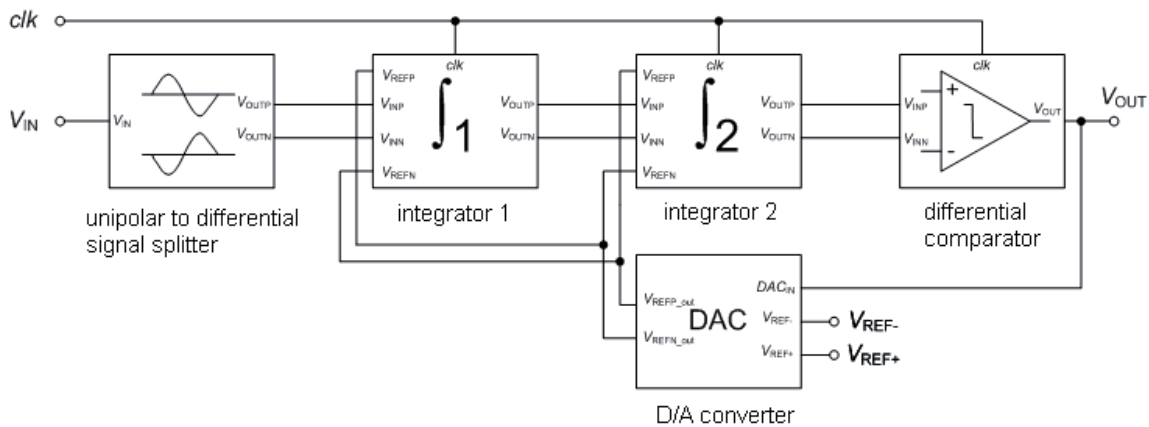 clk
clk
clk
clk
VREFP
VREFP
VIN
VIN
VOUTP
VINP
VOUTP
VINP
VOUTP
VINP
VOUT
VOUT
VOUTN
VINN
VOUTN
VINN
VOUTN
VINN
VREFN
VREFN
∫1
∫2
+
-
unipolar to differential
signal splitter
integrator 1
integrator 2
differential
comparator
DACIN
VREFP_out
DAC
VREF-
VREF-
VREFN_out
VREF+
VREF+
D/A converter